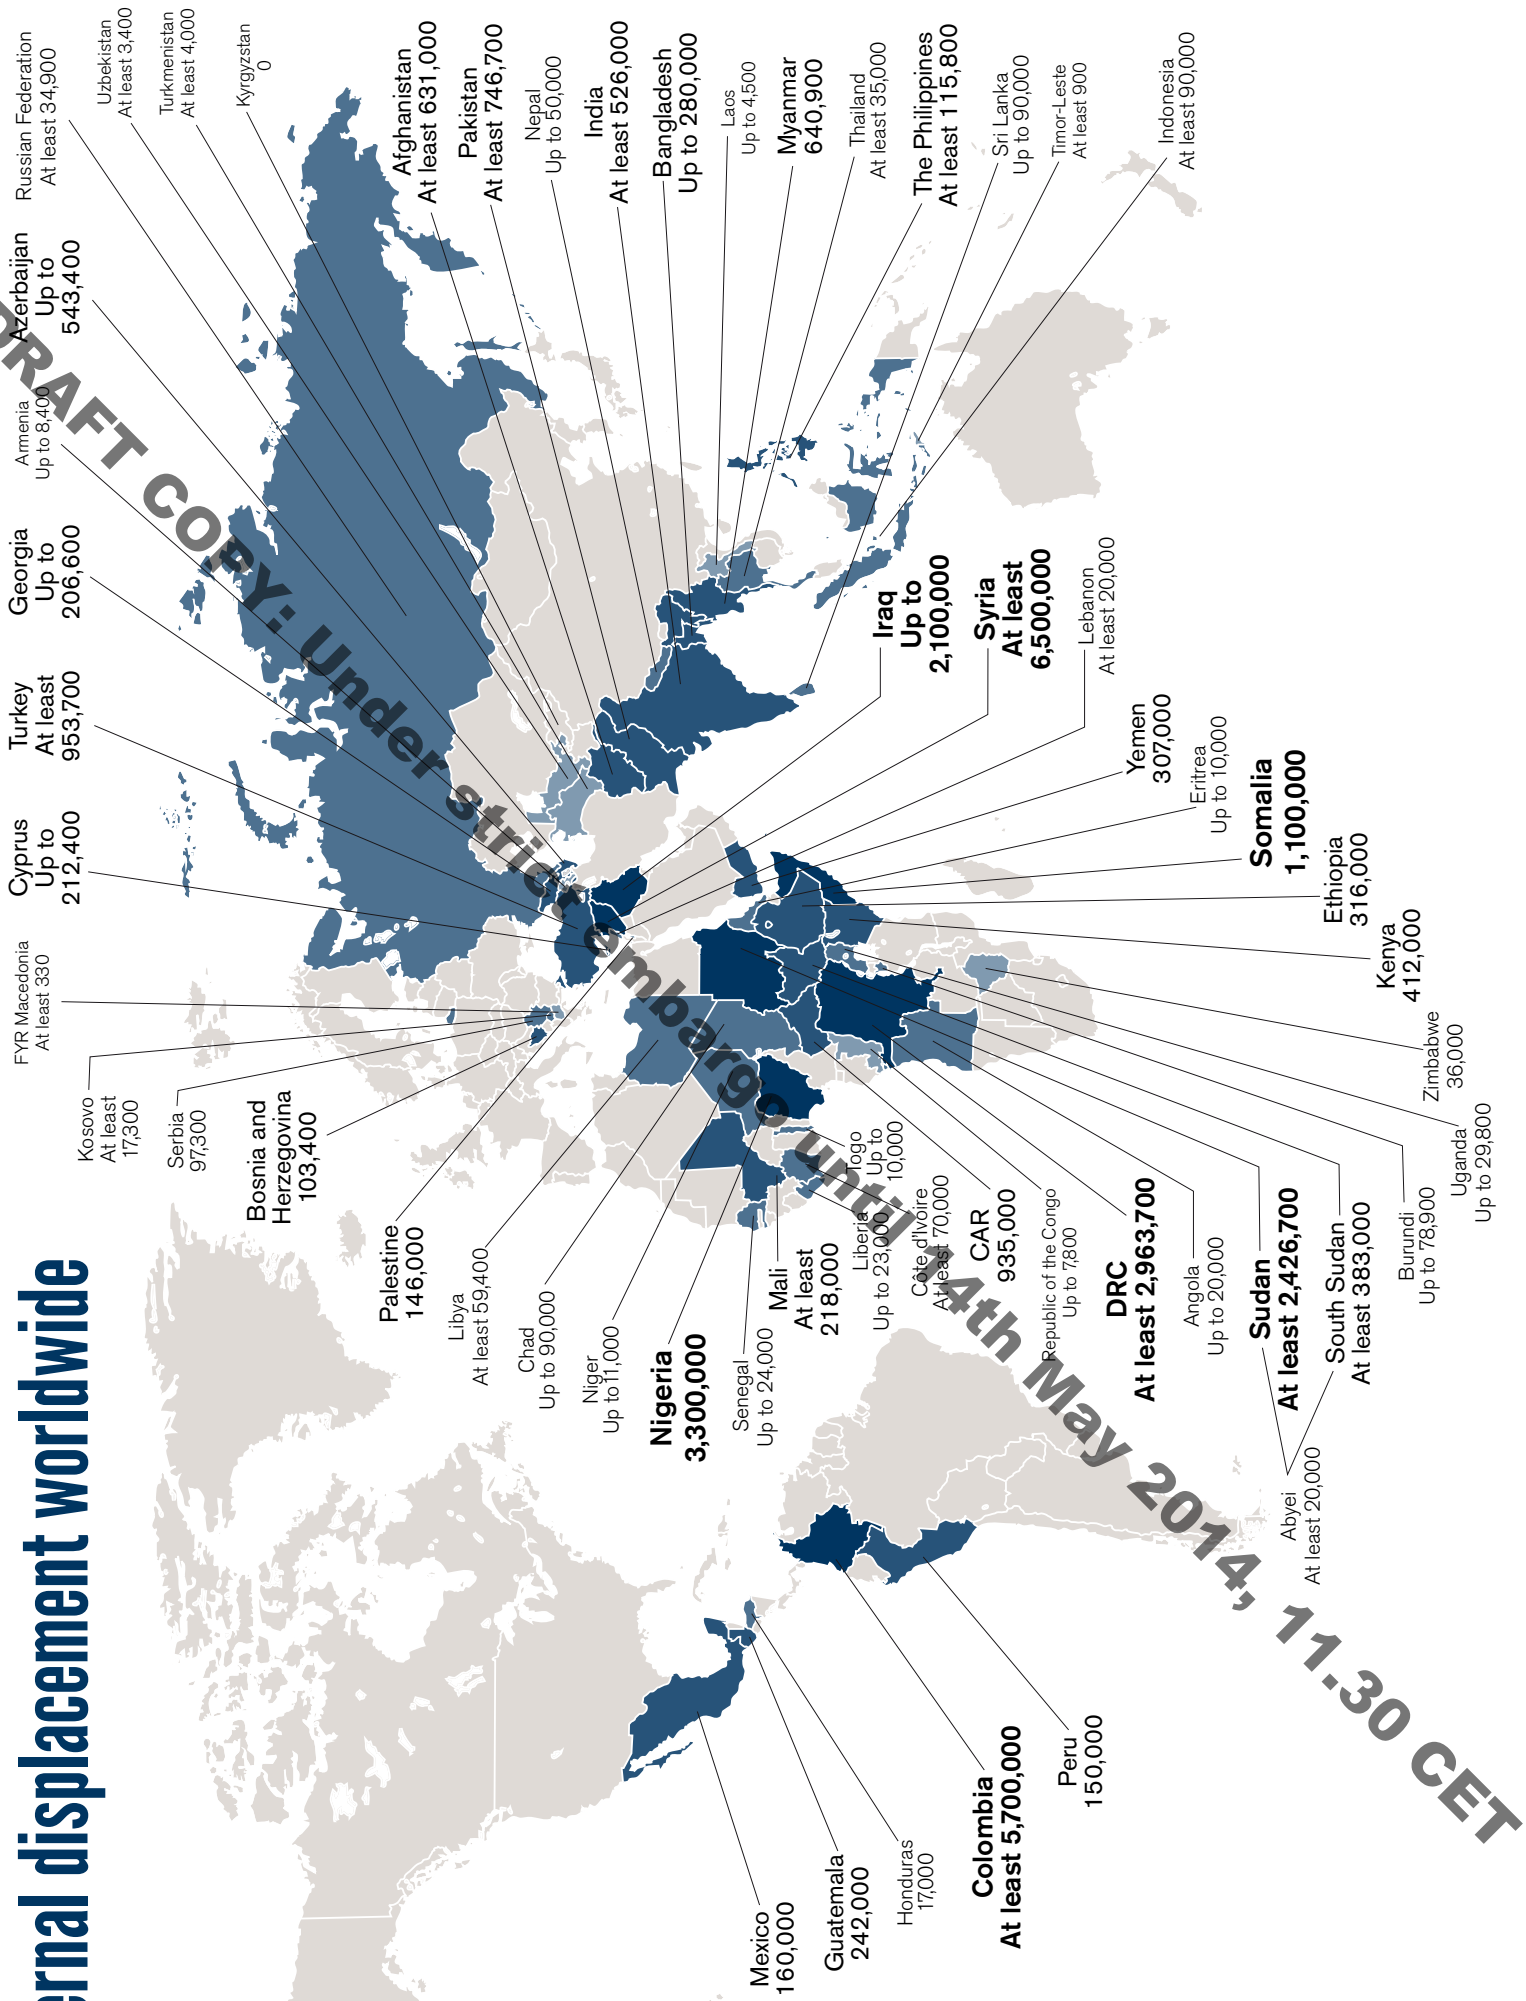 ernal displacement worldwide
Mexico
160,000
Guatemala
242,000
Honduras
17,000
Colombia
At least 5,700,000
Peru
150,000
Kosovo
At least
17,300
Serbia
97,300
Bosnia and
Herzegovina
103,400
FYR Macedonia
At least 330
Cyprus
Up to
212,400
Turkey
At least
953,700
Georgia
Up to
206,600
Armenia
Up to 8,400
Azerbaijan
Up to
543,400
Russian Federation
At least 34,900
Uzbekistan
At least 3,400
Turkmenistan
At least 4,000
Kyrgyzstan
0
Afghanistan
At least 631,000
Pakistan
At least 746,700
Nepal
Up to 50,000
India
At least 526,000
Bangladesh
Up to 280,000
Laos
Up to 4,500
Myanmar
640,900
Thailand
At least 35,000
The Philippines
At least 115,800
Sri Lanka
Up to 90,000
Timor-Leste
At least 900
Indonesia
At least 90,000
Palestine
146,000
Libya
At least 59,400
Chad
Up to 90,000
Niger
Up to 11,000
Nigeria
3,300,000
Senegal
Up to 24,000
Mali
At least
218,000
Liberia
Up to 23,000
Togo
Up to
10,000
Côte d'Ivoire
At least 70,000
CAR
935,000
Republic of the Congo
Up to 7,800
DRC
At least 2,963,700
Angola
Up to 20,000
Sudan
At least 2,426,700
Abyei
At least 20,000
South Sudan
At least 383,000
Burundi
Up to 78,900
Uganda
Up to 29,800
Zimbabwe
36,000
Kenya
412,000
Ethiopia
316,000
Somalia
1,100,000
Eritrea
Up to 10,000
Yemen
307,000
Lebanon
At least 20,000
Syria
At least
6,500,000
Iraq
Up to
2,100,000
DRAFT COPY: Under strict embargo until 14th May 2014, 11.30 CET